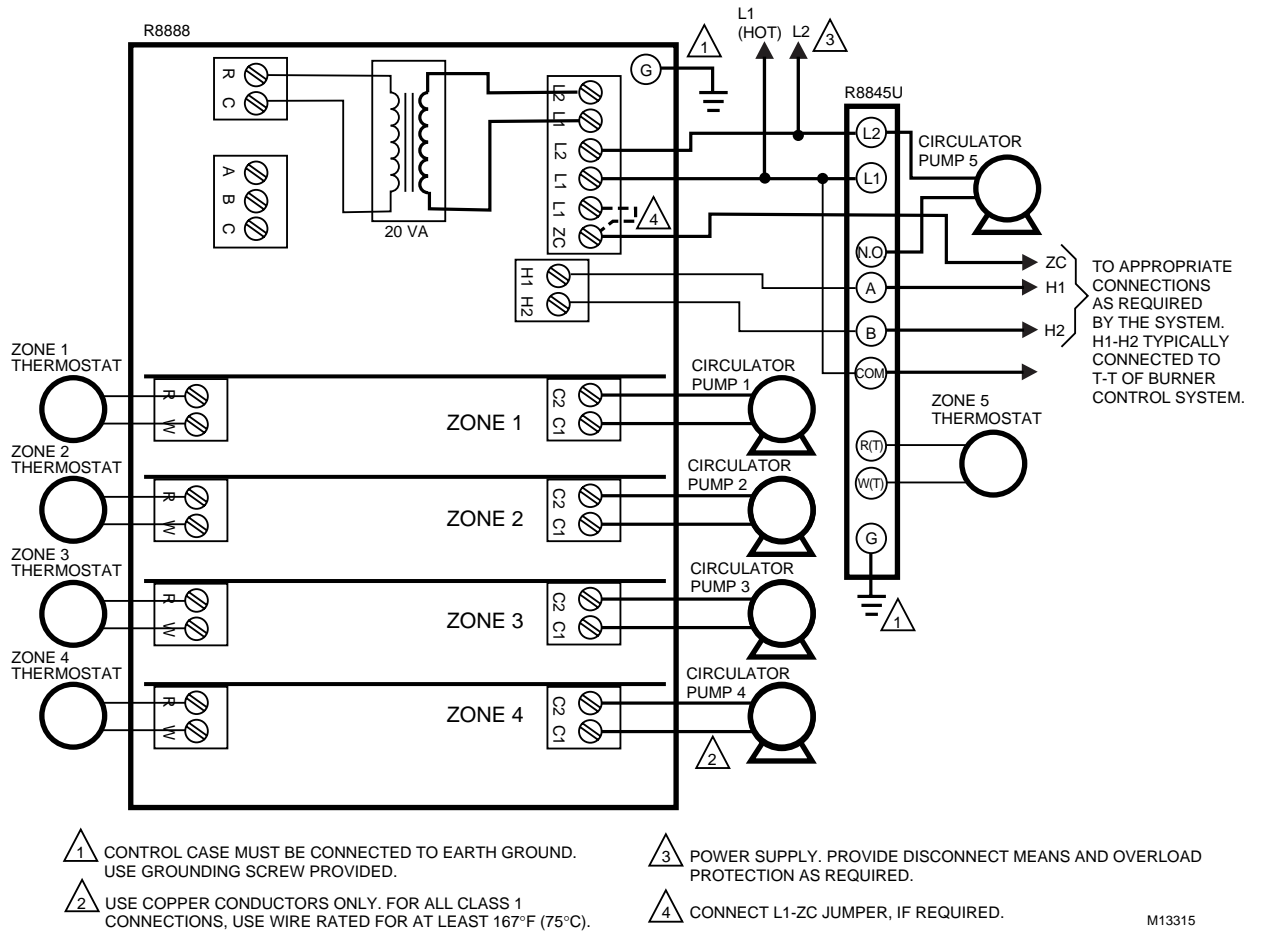 R8888
L1
(HOT)
L2
3
1
G
R8845U
R
C
L2
L1
L2
L1
L1
ZC
4
A
B
C
20 VA
H1
H2
L2
L1
N.O
A
B
COM
R(T)
W(T)
G
1
CIRCULATOR
PUMP 5
ZC
H1
H2
TO APPROPRIATE
CONNECTIONS
AS REQUIRED
BY THE SYSTEM.
H1-H2 TYPICALLY
CONNECTED TO
T-T OF BURNER
CONTROL SYSTEM.
ZONE 5
THERMOSTAT
ZONE 1
THERMOSTAT
R
W
ZONE 1
C2
C1
CIRCULATOR
PUMP 1
ZONE 2
THERMOSTAT
R
W
ZONE 2
C2
C1
CIRCULATOR
PUMP 2
ZONE 3
THERMOSTAT
R
W
ZONE 3
C2
C1
CIRCULATOR
PUMP 3
ZONE 4
THERMOSTAT
R
W
ZONE 4
C2
C1
CIRCULATOR
PUMP 4
2
1 CONTROL CASE MUST BE CONNECTED TO EARTH GROUND.
USE GROUNDING SCREW PROVIDED.
2 USE COPPER CONDUCTORS ONLY. FOR ALL CLASS 1
CONNECTIONS, USE WIRE RATED FOR AT LEAST 167°F (75°C).
3 POWER SUPPLY. PROVIDE DISCONNECT MEANS AND OVERLOAD
PROTECTION AS REQUIRED.
4 CONNECT L1-ZC JUMPER, IF REQUIRED.
M13315